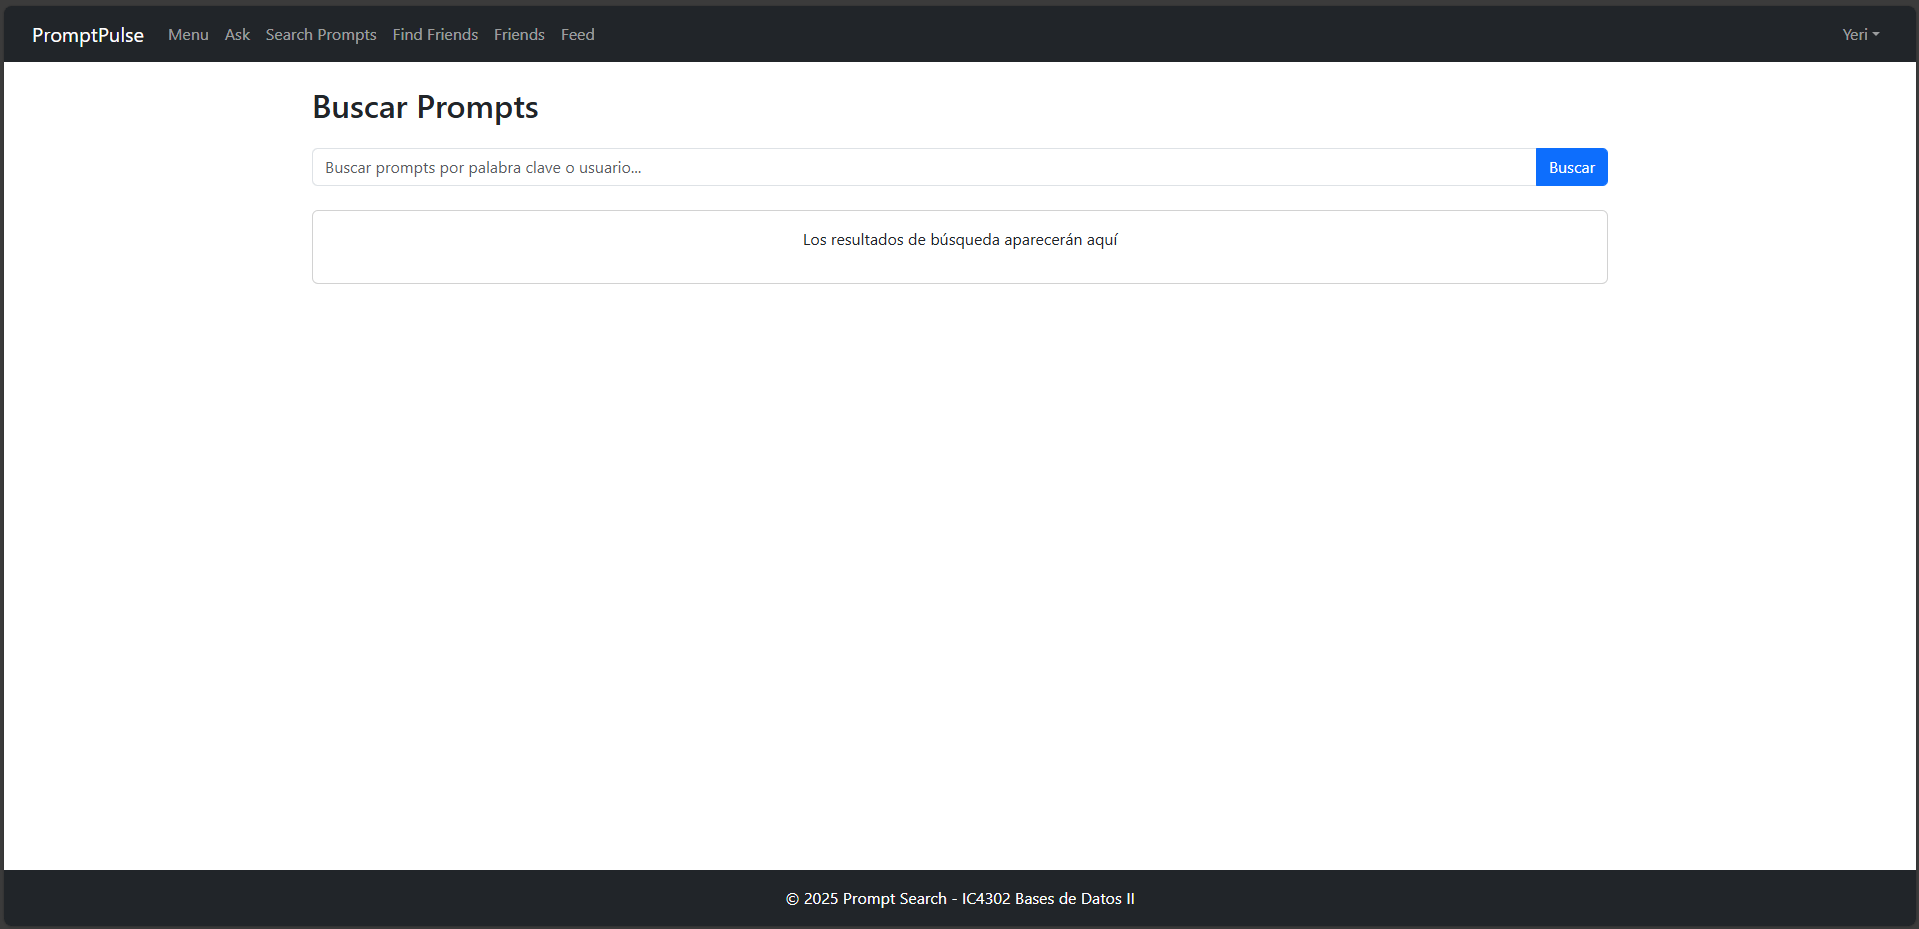 PromptPulse Menu Ask Search Prompts Find Friends Friends Feed Yeri
Buscar Prompts
Buscar prompts por palabra clave o usuario... Buscar
Los resultados de búsqueda aparecerán aquí
© 2025 Prompt Search - IC4302 Bases de Datos II